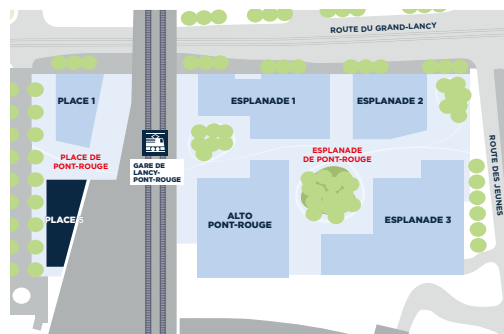 ROUTE DU GRAND-LANCY
PLACE 1
ESPLANADE 1
ESPLANADE 2
PLACE DE
PONT-ROUGE
GARE DE
LANCY-
PONT-ROUGE
ESPLANADE
DE PONT-ROUGE
ROUTE DES JEUNES
PLACE
ALTO
PONT-ROUGE
ESPLANADE 3